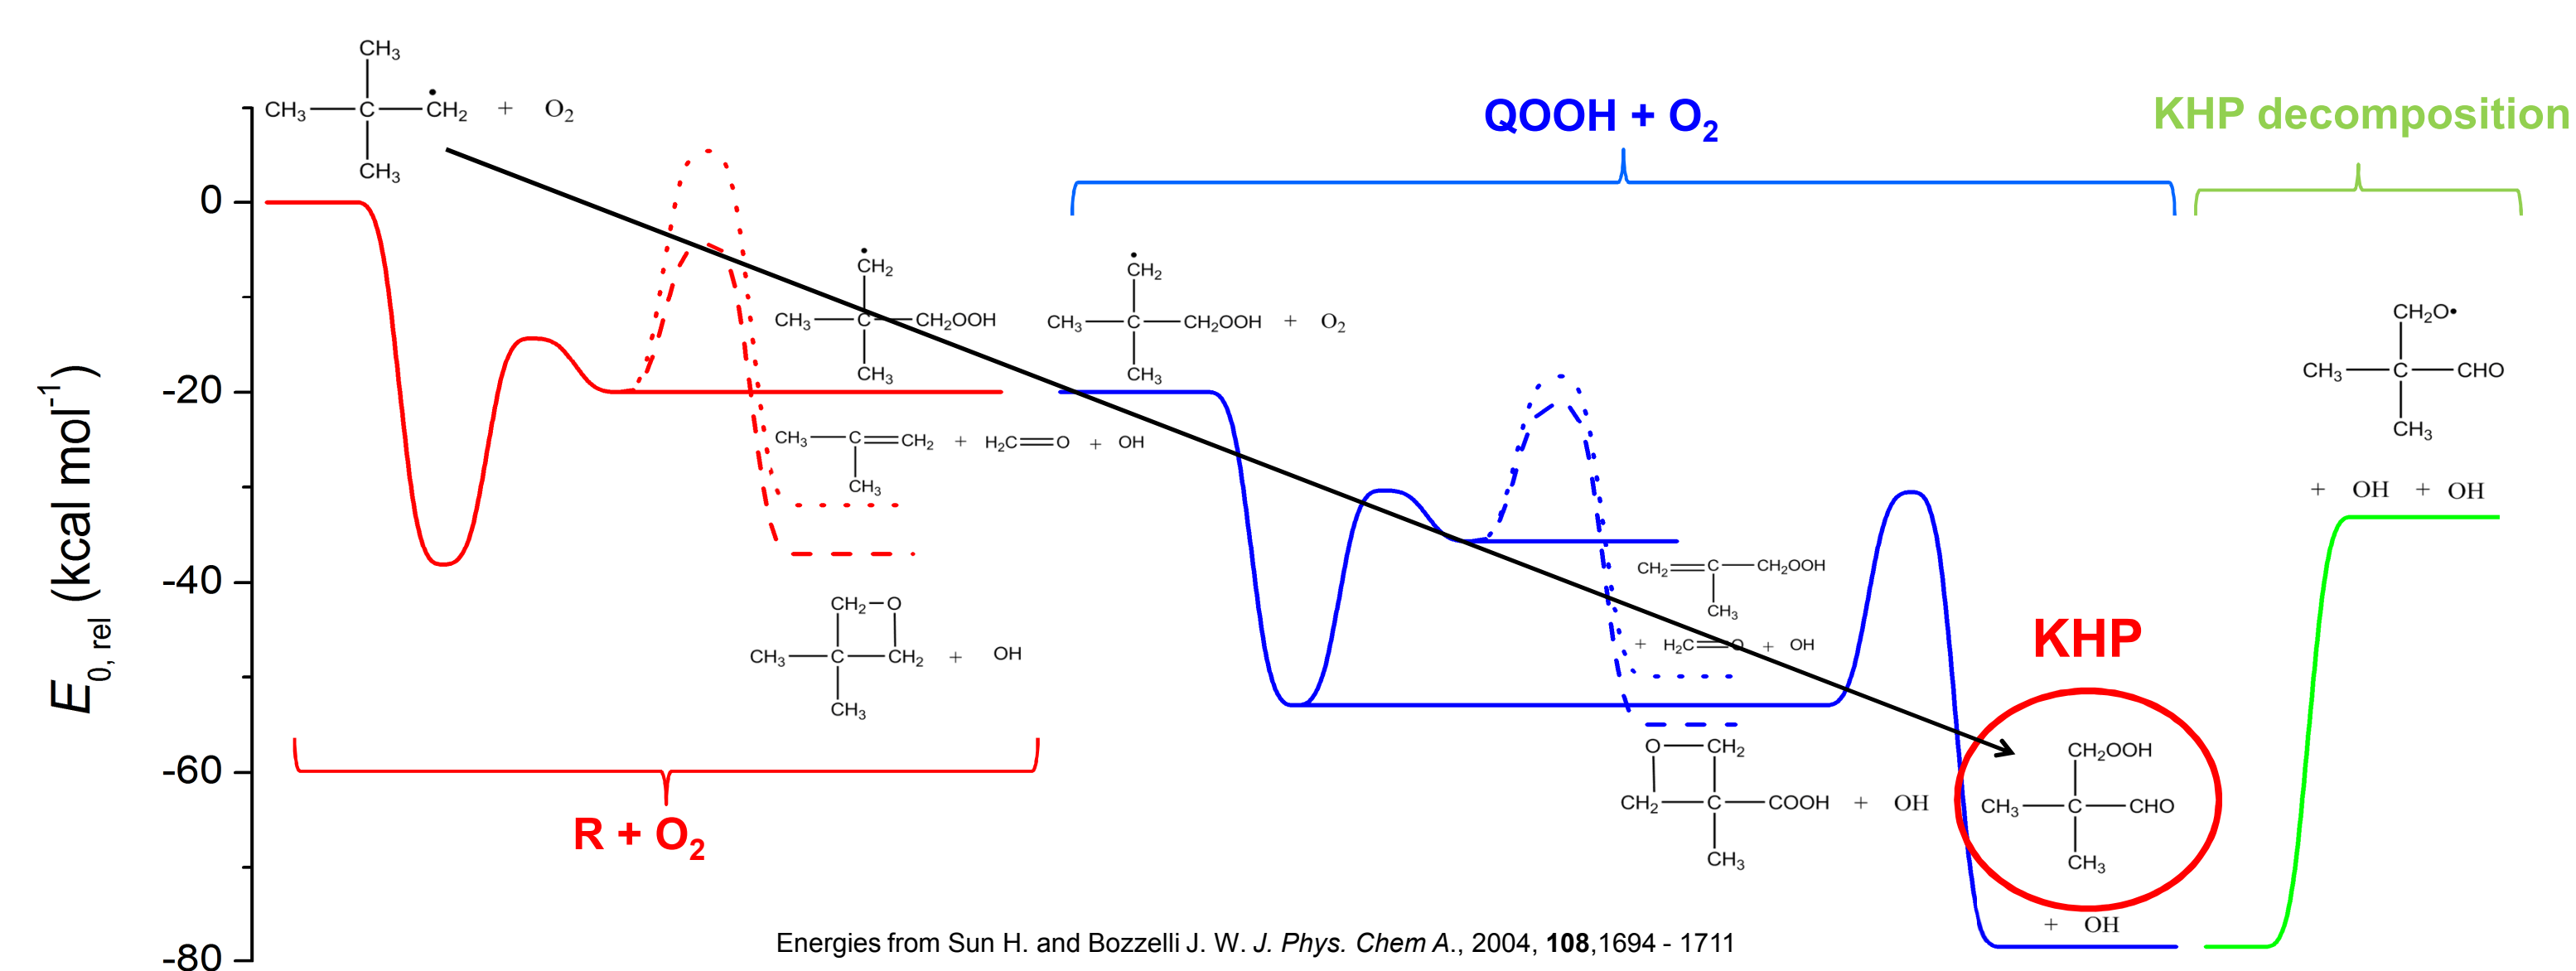 CH3
CH3 C ĊH2 + O2
CH3
QOOH + O2
KHP decomposition
0
-20
-40
-60
-80
E0, rel (kcal mol-1)
ĊH2
CH3 C CH2OOH
CH3
ĊH2
CH3 C CH2OOH + O2
CH3
CH3 C CH2 + H2C O + OH
CH3
CH2 O
CH3 C CH2 + OH
CH3
R + O2
CH2 C CH2OOH
CH3
+ H2C O + OH
O CH2
CH2 C COOH + OH
CH3
KHP
CH2OOH
CH3 C CHO
CH3
+ OH
CH2O•
CH3 C CHO
CH3
+ OH + OH
Energies from Sun H. and Bozzelli J. W. J. Phys. Chem A., 2004, 108,1694 - 1711